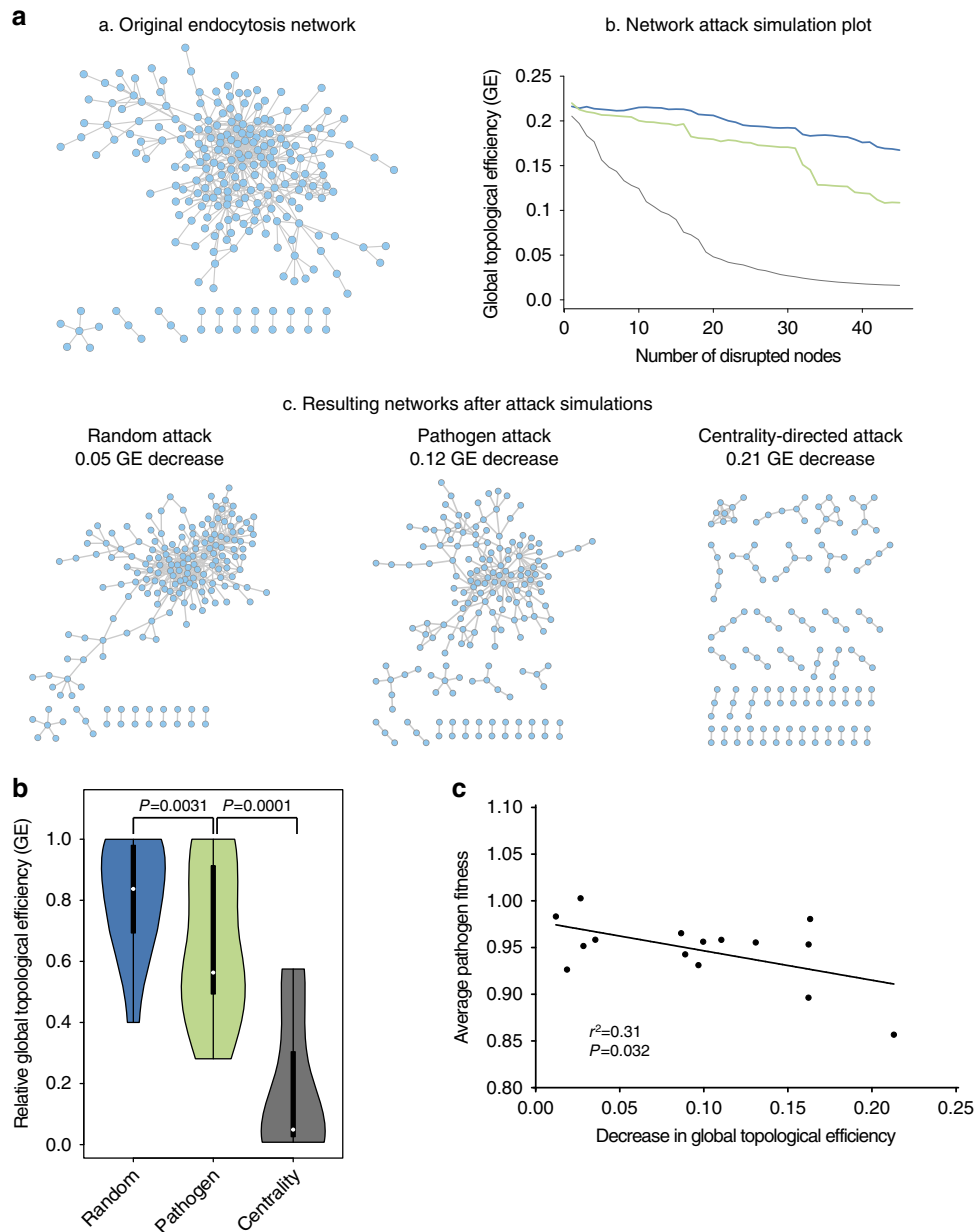 a
a. Original endocytosis network
b. Network attack simulation plot
Global topological efficiency (GE)
0.25
0.2
0.15
0.1
0.05
0.0
0
10
20
30
40
Number of disrupted nodes
c. Resulting networks after attack simulations
Random attack
0.05 GE decrease
Pathogen attack
0.12 GE decrease
Centrality-directed attack
0.21 GE decrease
b
Relative global topological efficiency (GE)
1.0
0.8
0.6
0.4
0.2
0.0
P=0.0031
P=0.0001
Random
Pathogen
Centrality
c
Average pathogen fitness
1.10
1.05
1.00
0.95
0.90
0.85
0.80
r²=0.31
P=0.032
0.00
0.05
0.10
0.15
0.20
0.25
Decrease in global topological efficiency